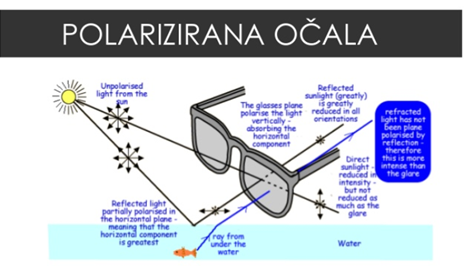 POLARIZIRANA OČALA
Unpolarised
light from the
sun
The glasses plane
polarise the light
vertically -
absorbing the
horizontal
component
Reflected
sunlight (greatly)
is greatly
reduced in all
orientations
refracted
light has not
been plane
polarised by
reflection -
therefore
this is more
intense than
the glare
Direct
sunlight -
reduced in
intensity -
but not
reduced as
much as the
glare
Reflected light
partially polarised in
the horizontal plane -
meaning that the
horizontal component
is greatest
ray from
under the
water
Water